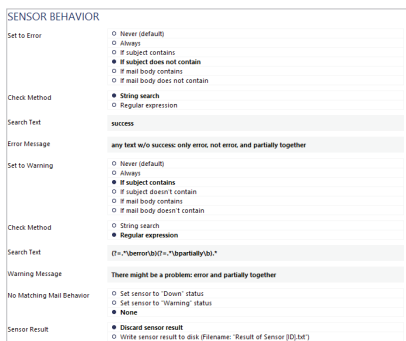 SENSOR BEHAVIOR
Set to Error
Never (default)
Always
If subject contains
If subject does not contain
If mail body contains
If mail body does not contain
Check Method
String search
Regular expression
Search Text
success
Error Message
any text w/o success: only error, not error, and partially together
Set to Warning
Never (default)
Always
If subject contains
If subject doesn't contain
If mail body contains
If mail body doesn't contain
Check Method
String search
Regular expression
Search Text
(?=.*\berror\b)(?=.*\bpartially\b).*
Warning Message
There might be a problem: error and partially together
No Matching Mail Behavior
Set sensor to "Down" status
Set sensor to "Warning" status
None
Sensor Result
Discard sensor result
Write sensor result to disk (Filename: "Result of Sensor [ID].txt")